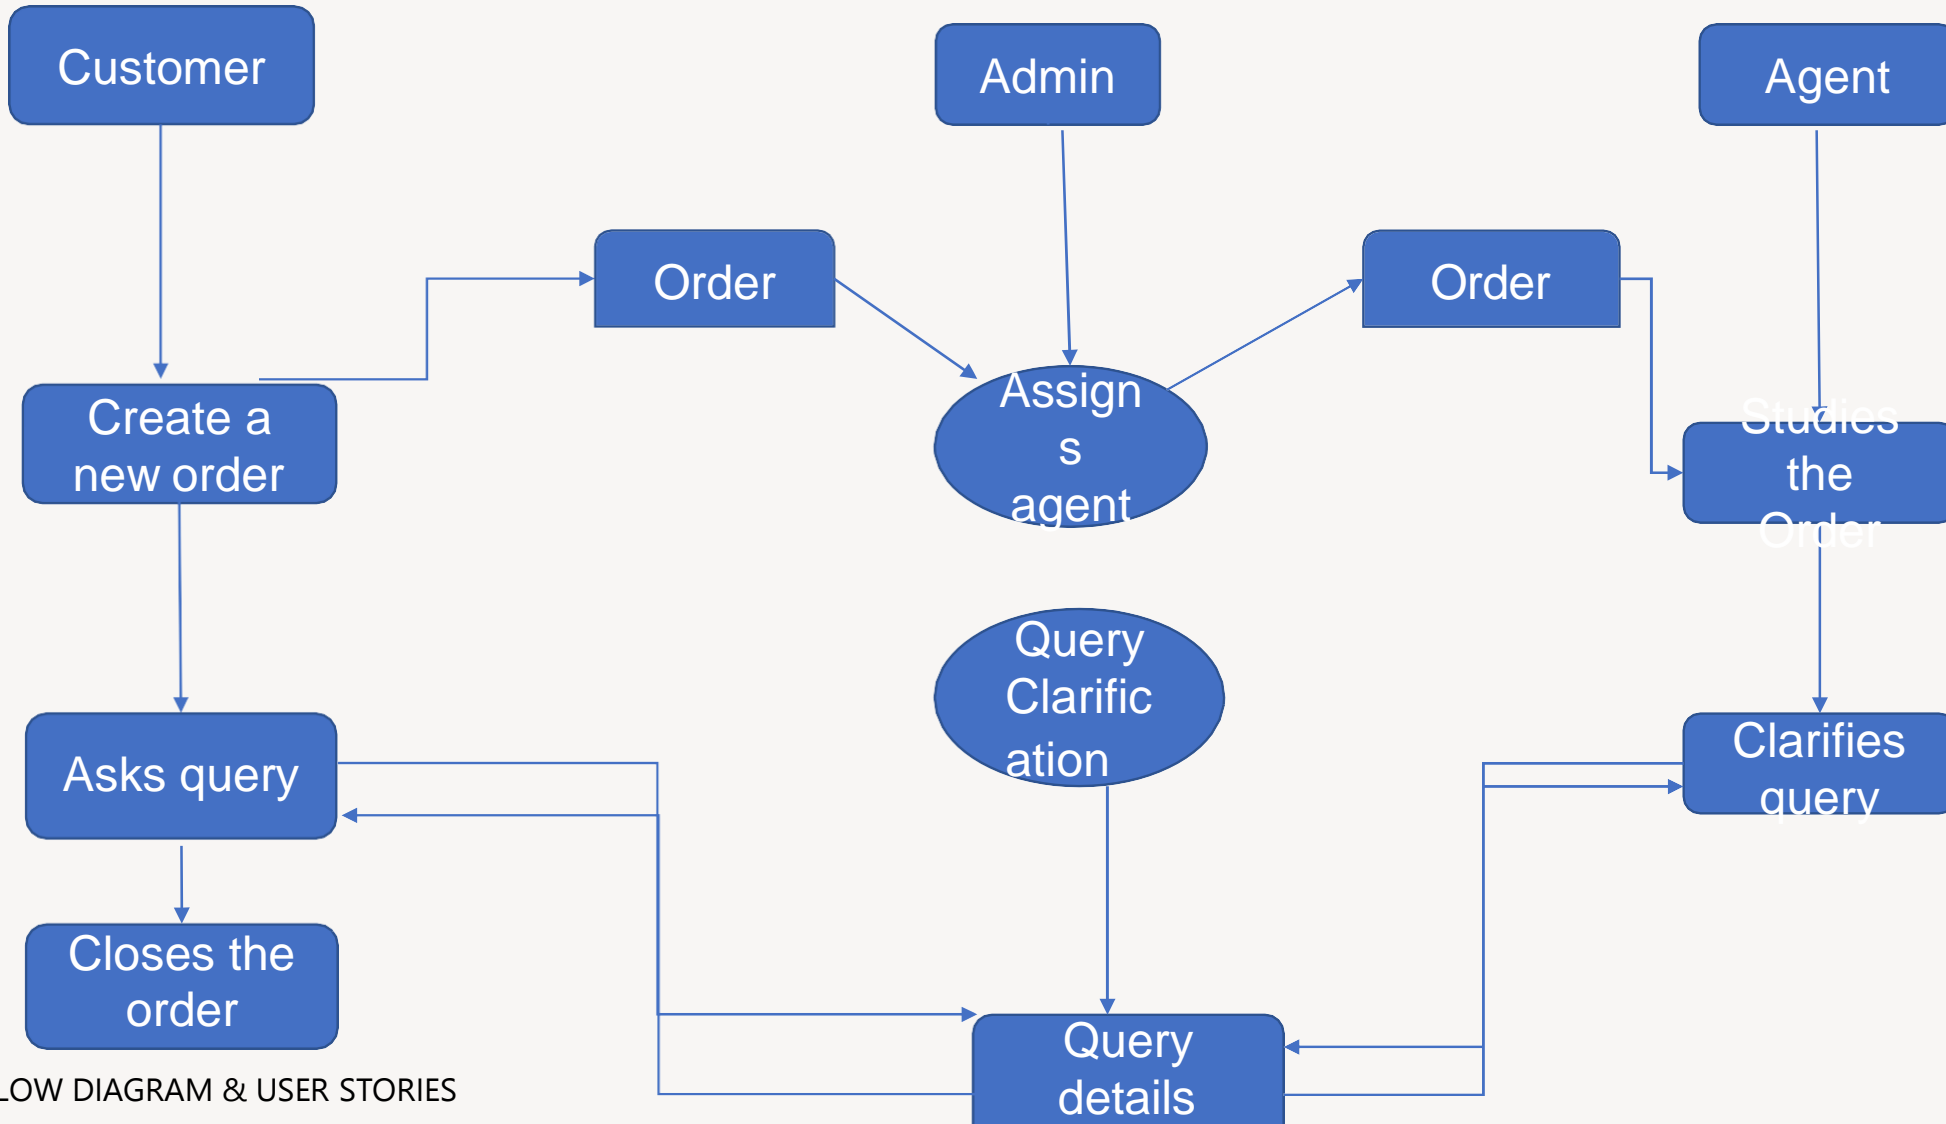 Customer
Admin
Agent
Order
Order
Create a
new order
Assign
s
agent
Studies
the
Order
Query
Clarific
ation
Asks query
Clarifies
query
Closes the
order
Query
details
LOW DIAGRAM & USER STORIES